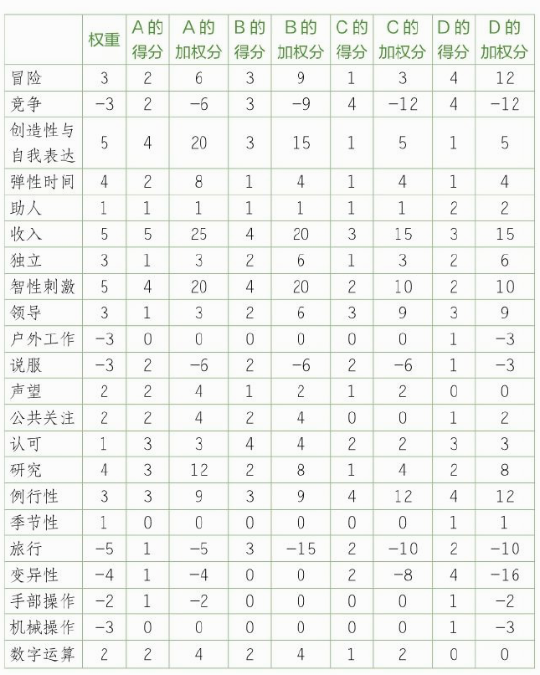 权重 A的得分 A的加权分 B的得分 B的加权分 C的得分 C的加权分 D的得分 D的加权分
冒险 3 2 6 3 9 1 3 4 12
竞争 −3 2 −6 3 −9 4 −12 4 −12
创造性与自我表达 5 4 20 3 15 1 5 1 5
弹性时间 4 2 8 1 4 1 4 1 4
助人 1 1 1 1 1 1 1 2 2
收入 5 5 25 4 20 3 15 3 15
独立 3 1 3 2 6 1 3 2 6
智性刺激 5 4 20 4 20 2 10 2 10
领导 3 1 3 2 6 3 9 3 9
户外工作 −3 0 0 0 0 0 0 1 −3
说服 −3 2 −6 2 −6 2 −6 1 −3
声望 2 2 4 1 2 1 2 0 0
公共关注 2 2 4 2 4 0 0 1 2
认可 1 3 3 4 4 2 2 3 3
研究 4 3 12 2 8 1 4 2 8
例行性 3 3 9 3 9 4 12 4 12
季节性 1 0 0 0 0 0 0 1 1
旅行 −5 1 −5 3 −15 2 −10 2 −10
变异性 −4 1 −4 0 0 2 −8 4 −16
手部操作 −2 1 −2 0 0 0 0 1 −2
机械操作 −3 0 0 0 0 0 0 1 −3
数字运算 2 2 4 2 4 1 2 0 0